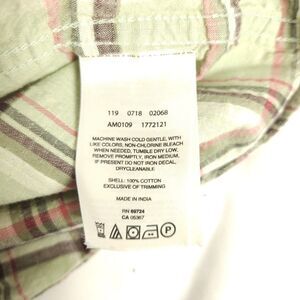 119 0718 02068
AM0109 1772121
MACHINE WASH COLD GENTLE, WITH
LIKE COLORS; NON-CHLORINE BLEACH
WHEN NEEDED, TUMBLE DRY LOW,
REMOVE PROMPTLY, IRON MEDIUM,
IF PRESENT DO NOT IRON DECAL,
DRYCLEANABLE
SHELL: 100% COTTON
EXCLUSIVE OF TRIMMING
MADE IN INDIA
RN 69724
CA 05367